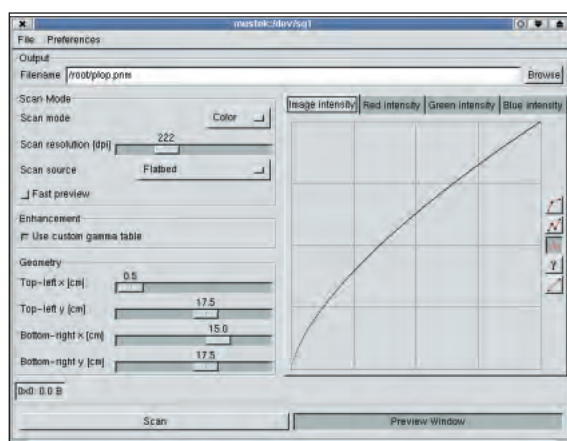 mustek:/dev/sg1
File Preferences
Output
Filename /root/plop.pnm Browse
Scan Mode
Scan mode Color
Scan resolution [dpi] 222
Scan source Flatbed
Fast preview
Enhancement
Use custom gamma table
Geometry
Top-left x [cm] 0.5
Top-left y [cm] 17.5
Bottom-right x [cm] 15.0
Bottom-right y [cm] 17.5
Image intensity Red intensity Green intensity Blue intensity
?
0x0: 0.0 B
Scan Preview Window